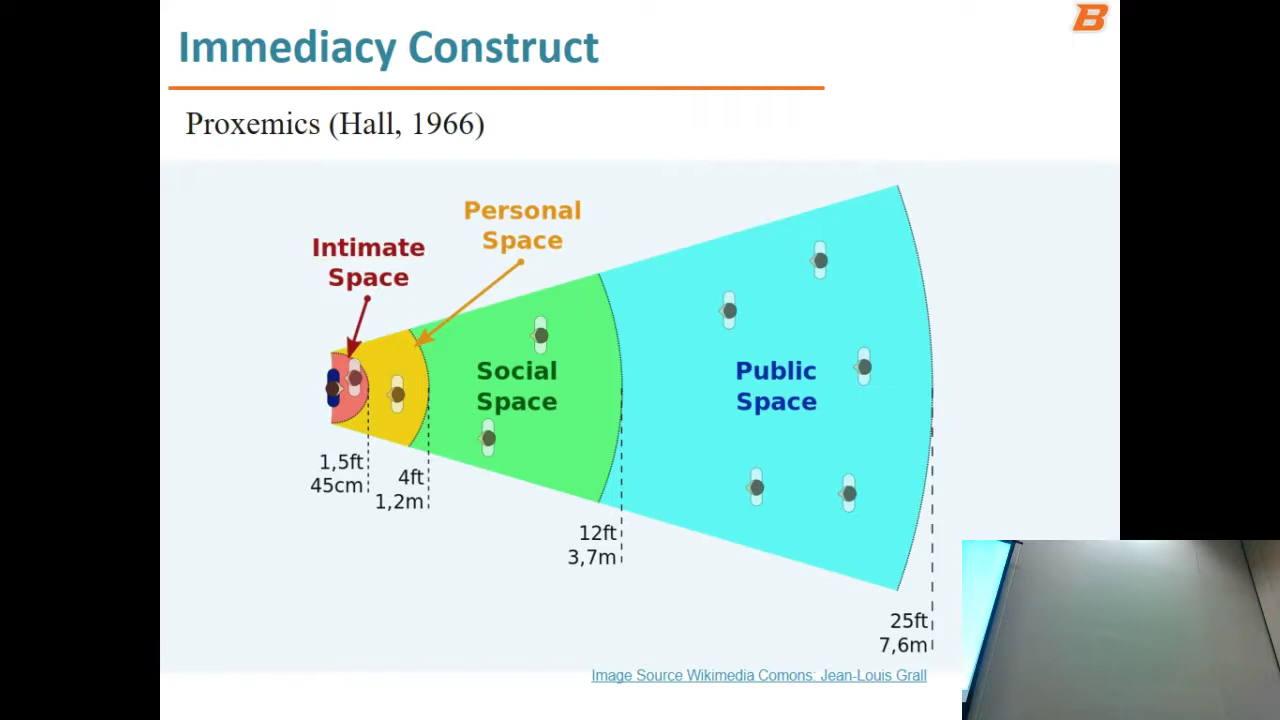 B
Immediacy Construct
Proxemics (Hall, 1966)
Personal
Space
Intimate
Space
Social
Space
Public
Space
1,5ft
45cm
4ft
1,2m
12ft
3,7m
25ft
7,6m
Image Source Wikimedia Comons: Jean-Louis Grall